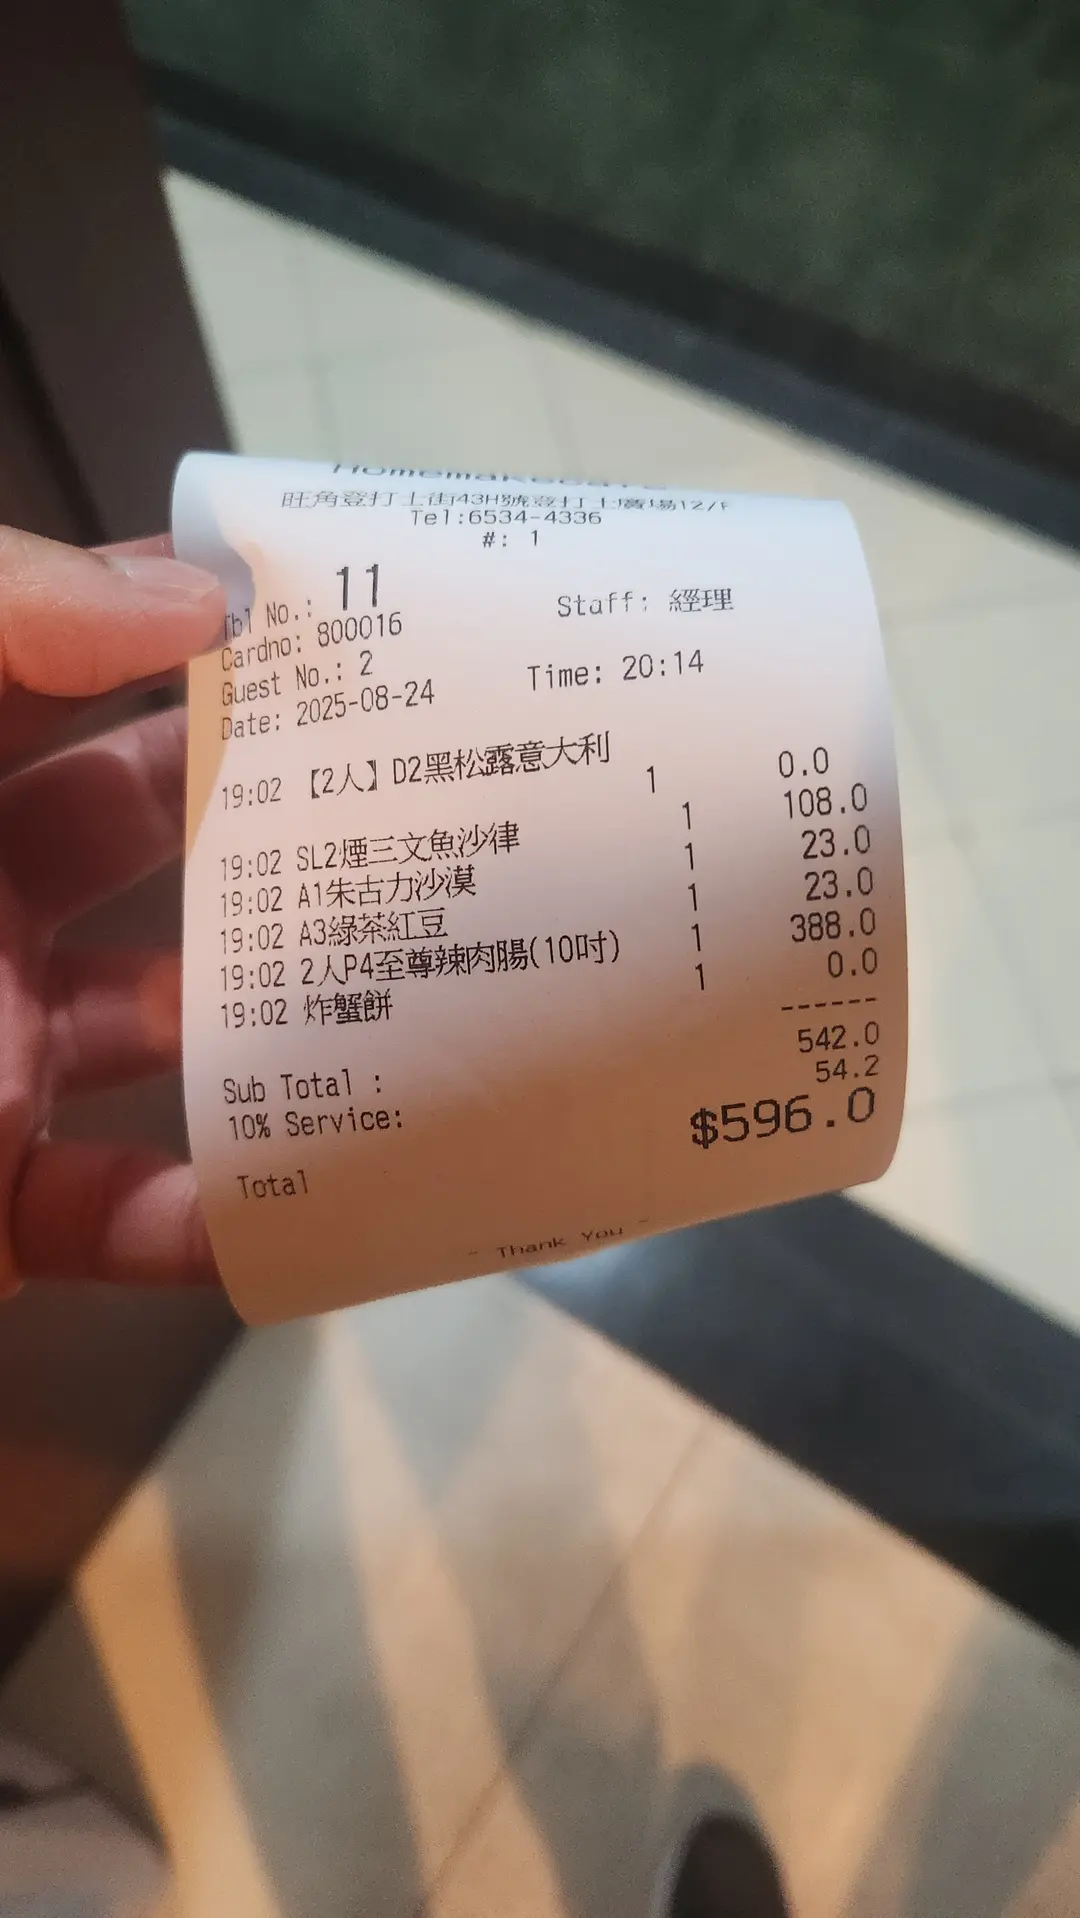 旺角登打士街43H號登打士廣場12/F
Tel:6534-4336
#: 1
Tbl No.: 11
Staff: 經理
Cardno: 800016
Guest No.: 2
Date: 2025-08-24 Time: 20:14
19:02 【2人】D2黑松露意大利 1 0.0
19:02 SL2煙三文魚沙律 1 108.0
19:02 A1朱古力沙漠 1 23.0
19:02 A3綠茶紅豆 1 23.0
19:02 2人P4至尊辣肉腸(10吋) 1 388.0
19:02 炸蟹餅 1 0.0
------
Sub Total : 542.0
10% Service: 54.2
Total $596.0
- Thank You -